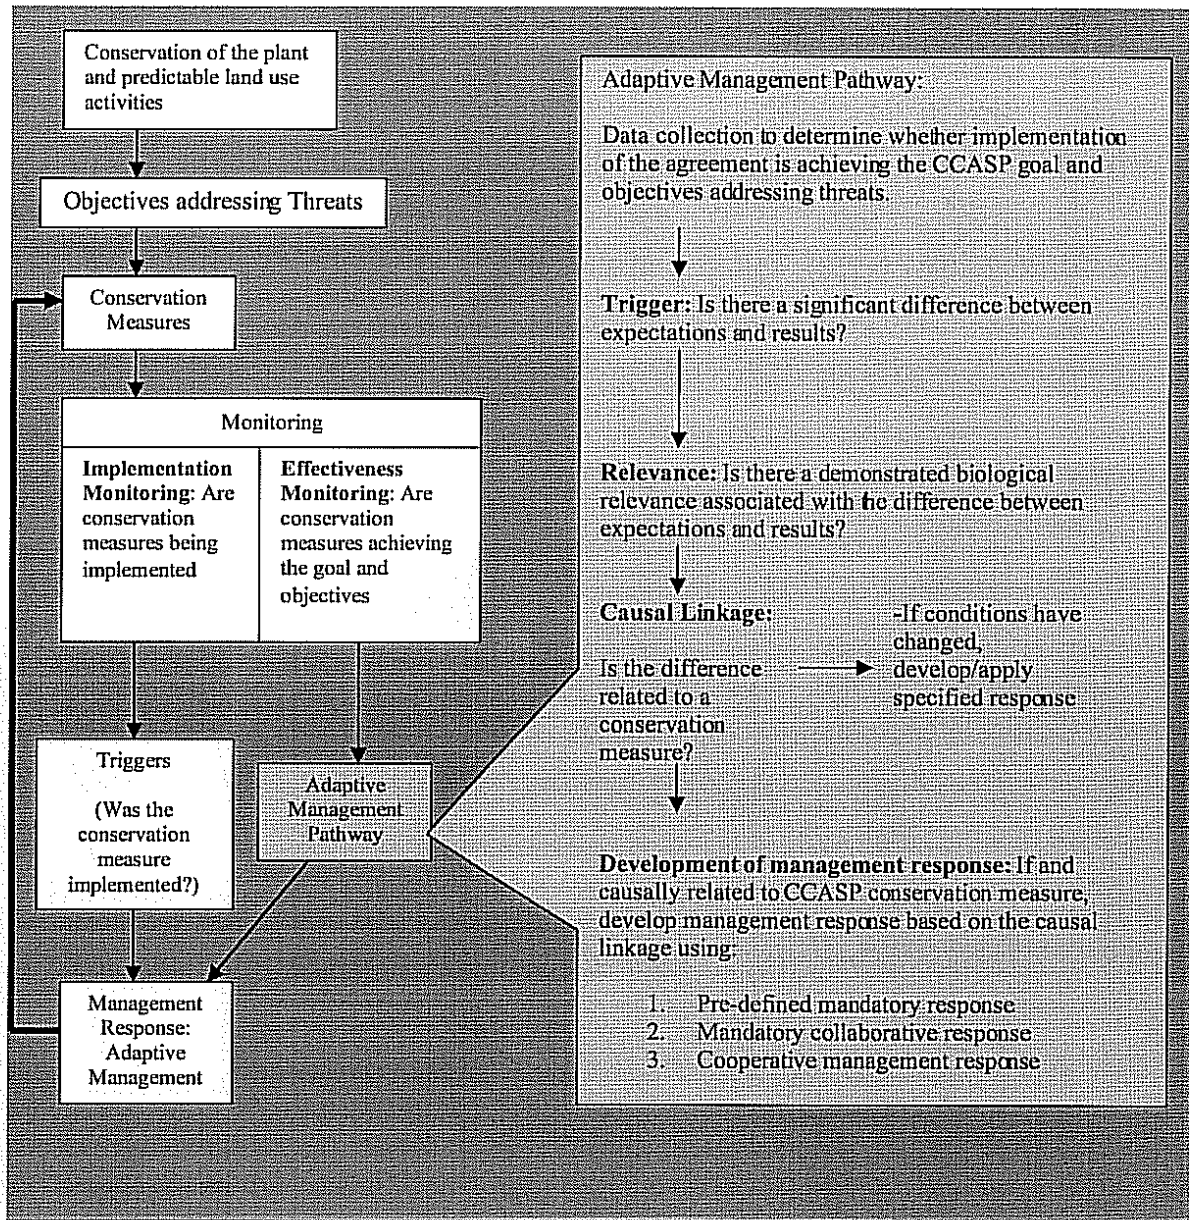 Conservation of the plant
and predictable land use
activities
Objectives addressing Threats
Conservation
Measures
Monitoring
Implementation
Monitoring: Are
conservation
measures being
implemented
Effectiveness
Monitoring: Are
conservation
measures achieving
the goal and
objectives
Triggers
(Was the
conservation
measure
implemented?)
Adaptive
Management
Pathway
Management
Response:
Adaptive
Management
Adaptive Management Pathway:
Data collection to determine whether implementation
of the agreement is achieving the CCASP goal and
objectives addressing threats.
Trigger: Is there a significant difference between
expectations and results?
Relevance: Is there a demonstrated biological
relevance associated with the difference between
expectations and results?
Causal Linkage:
Is the difference
related to a
conservation
measure?
-If conditions have
changed,
develop/apply
specified response
Development of management response: If and
causally related to CCASP conservation measure,
develop management response based on the causal
linkage using:
1. Pre-defined mandatory response
2. Mandatory collaborative response
3. Cooperative management response